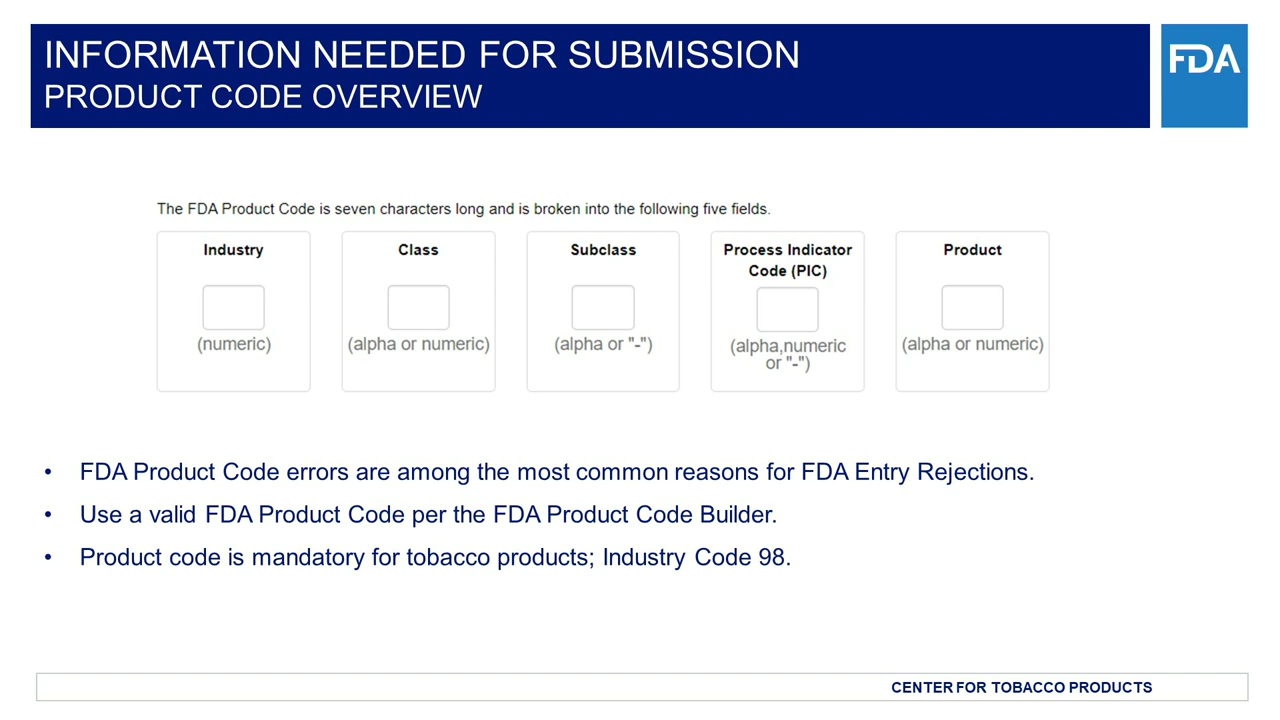 INFORMATION NEEDED FOR SUBMISSION
PRODUCT CODE OVERVIEW
FDA
The FDA Product Code is seven characters long and is broken into the following five fields.
Industry
(numeric)
Class
(alpha or numeric)
Subclass
(alpha or "-")
Process Indicator
Code (PIC)
(alpha,numeric
or "-")
Product
(alpha or numeric)
• FDA Product Code errors are among the most common reasons for FDA Entry Rejections.
• Use a valid FDA Product Code per the FDA Product Code Builder.
• Product code is mandatory for tobacco products; Industry Code 98.
CENTER FOR TOBACCO PRODUCTS